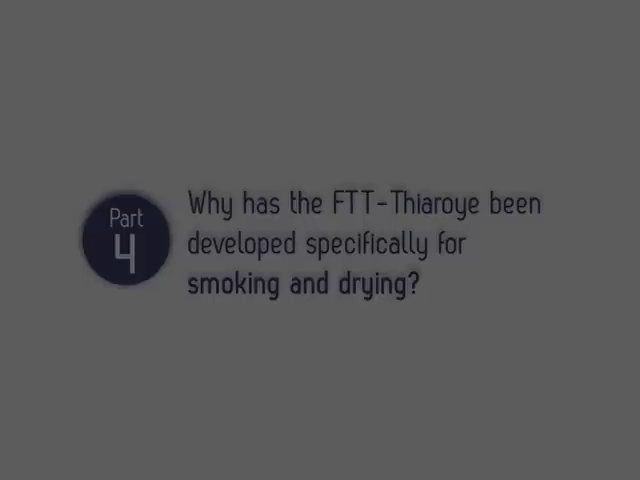 Part
4
Why has the FTT-Thiaroye been
developed specifically for
smoking and drying?